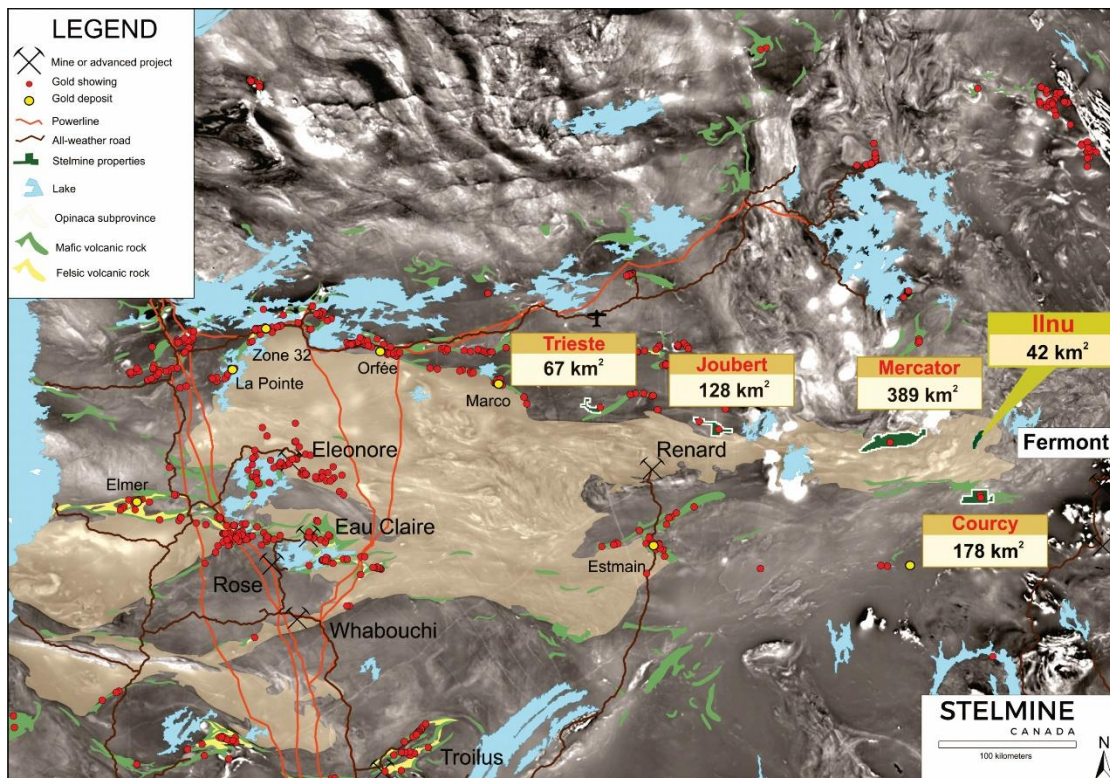 LEGEND
Mine or advanced project
Gold showing
Gold deposit
Powerline
All-weather road
Stelmine properties
Lake
Opinaca subprovince
Mafic volcanic rock
Felsic volcanic rock
Zone 32
La Pointe
Orfée
Marco
Trieste
67 km²
Joubert
128 km²
Mercator
389 km²
Ilnu
42 km²
Fermont
Eleonore
Renard
Elmer
Eau Claire
Estmain
Courcy
178 km²
Rose
Whabouchi
Troilus
STELMINE
CANADA
100 kilometers
N